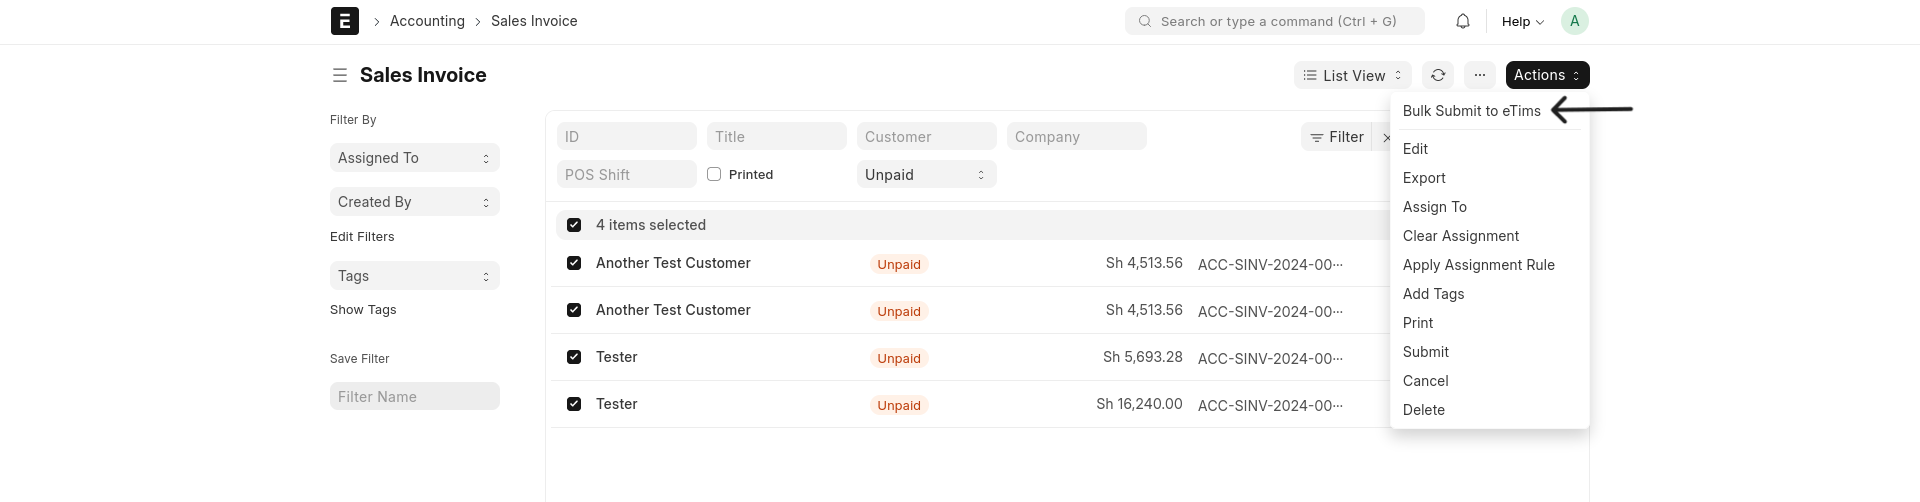 E Accounting Sales Invoice Search or type a command (Ctrl + G) Help A
Sales Invoice List View ... Actions
Filter By
Assigned To
Created By
Edit Filters
Tags
Show Tags
Save Filter
Filter Name
ID Title Customer Company Filter
POS Shift Printed Unpaid
4 items selected
Another Test Customer Unpaid Sh 4,513.56 ACC-SINV-2024-00...
Another Test Customer Unpaid Sh 4,513.56 ACC-SINV-2024-00...
Tester Unpaid Sh 5,693.28 ACC-SINV-2024-00...
Tester Unpaid Sh 16,240.00 ACC-SINV-2024-00...
Bulk Submit to eTims
Edit
Export
Assign To
Clear Assignment
Apply Assignment Rule
Add Tags
Print
Submit
Cancel
Delete